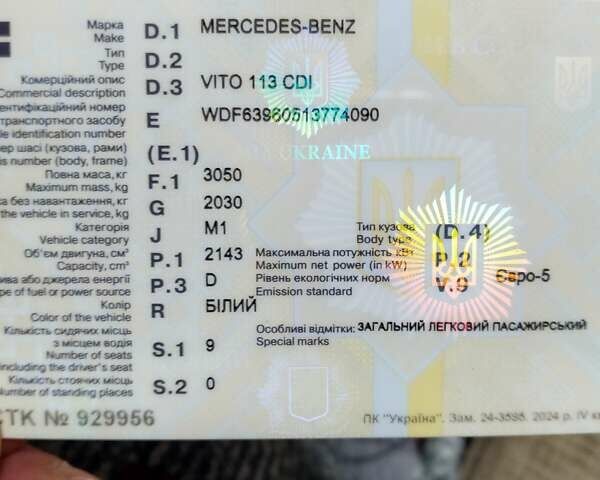 Марка D.1 MERCEDES-BENZ
Make
Тип D.2
Type
Комерційний опис D.3 VITO 113 CDI
Commercial description
ентифікаційний номер E WDF63960513774090
транспортного засобу
le identification number
ер шасі (кузова, рами) (E.1)
is number (body, frame)
UKRAINE
Повна маса, кг F.1 3050
Maximum mass, kg
са без навантаження, кг G 2030
the vehicle in service, kg
Категорія J M1 Тип кузова (D.4)
Vehicle category Body type
Об'єм двигуна, см³ P.1 2143 Максимальна потужність кВт P.2
Capacity, cm³ Maximum net power (in kW)
ива або джерела енергії P.3 D Рівень екологічних норм V.9 Євро-5
pe of fuel or power source Emission standard
Колір R БІЛИЙ
Color of the vehicle
Кількість сидячих місць S.1 9 Особливі відмітки: ЗАГАЛЬНИЙ ЛЕГКОВИЙ ПАСАЖИРСЬКИЙ
з місцем водія Special marks
Number of seats
including the driver's seat)
Кількість стоячих місць S.2 0
Number of standing places
СТК № 929956
ПК "Україна". Зам. 24-3595. 2024 р. IV кв